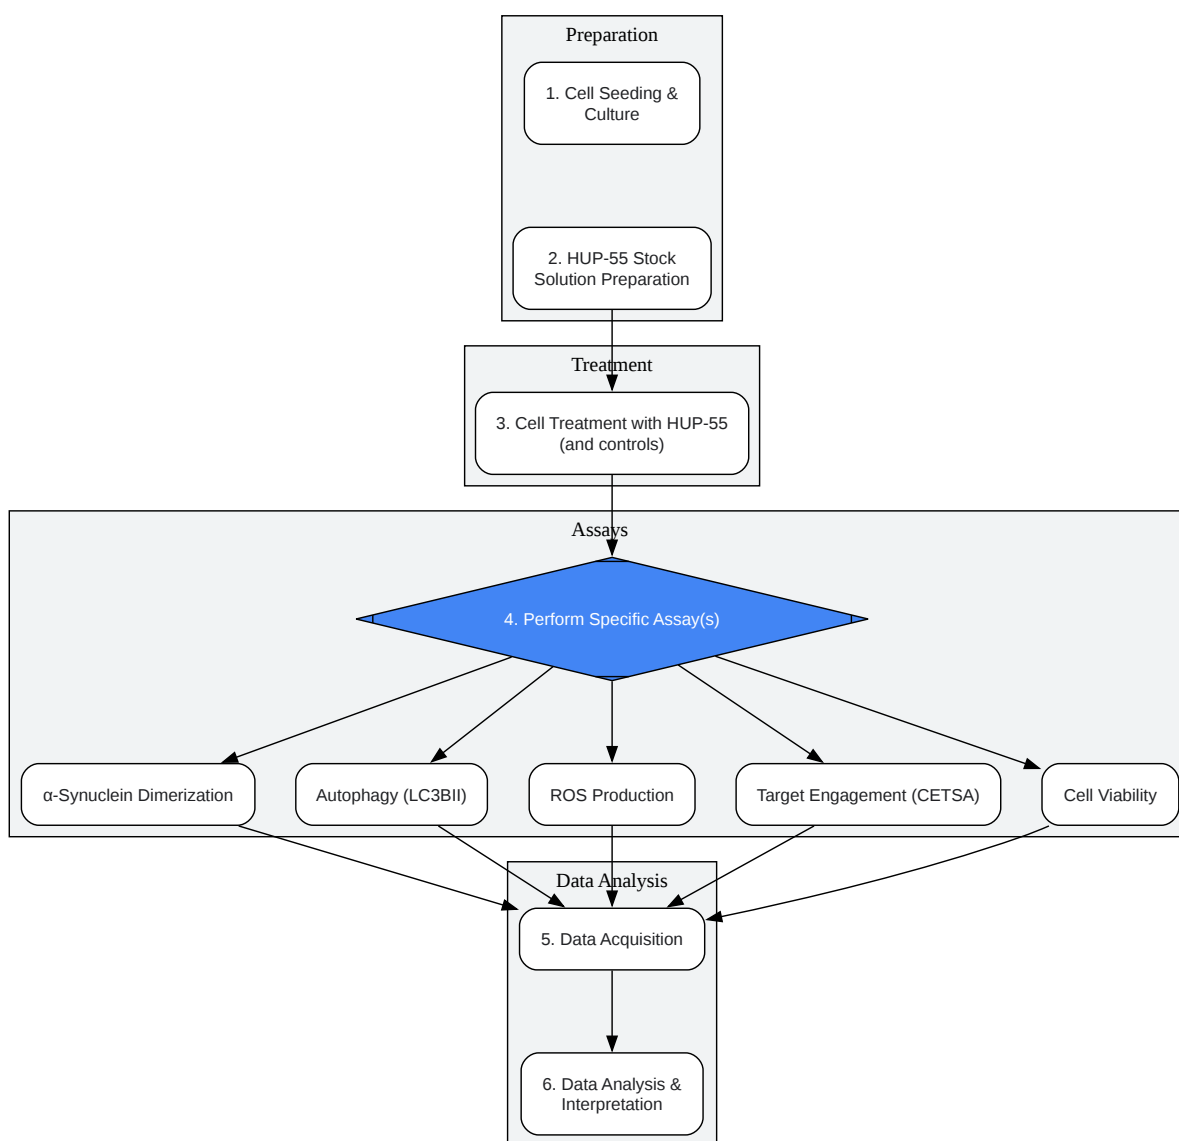 Preparation
1. Cell Seeding &
Culture
2. HUP-55 Stock
Solution Preparation
Treatment
3. Cell Treatment with HUP-55
(and controls)
Assays
4. Perform Specific Assay(s)
α-Synuclein Dimerization
Autophagy (LC3BII)
ROS Production
Target Engagement (CETSA)
Cell Viability
Data Analysis
5. Data Acquisition
6. Data Analysis &
Interpretation